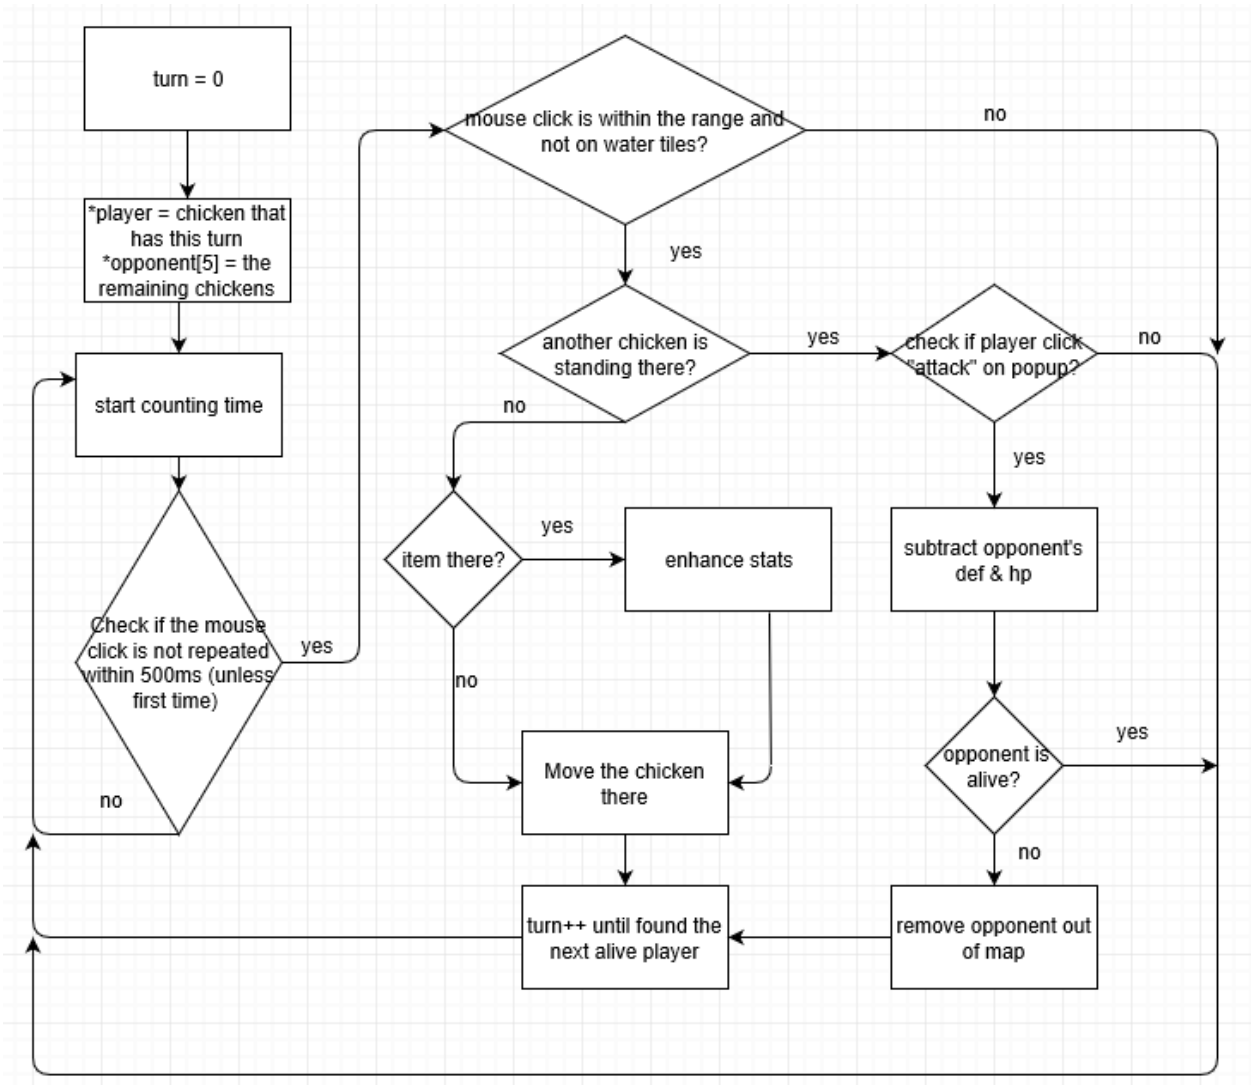 turn = 0
*player = chicken that
has this turn
*opponent[5] = the
remaining chickens
start counting time
Check if the mouse
click is not repeated
within 500ms (unless
first time)
yes
no
mouse click is within the range and
not on water tiles?
no
yes
another chicken is
standing there?
yes
no
check if player click
"attack" on popup?
no
yes
item there?
yes
no
enhance stats
subtract opponent's
def & hp
Move the chicken
there
opponent is
alive?
yes
no
turn++ until found the
next alive player
remove opponent out
of map